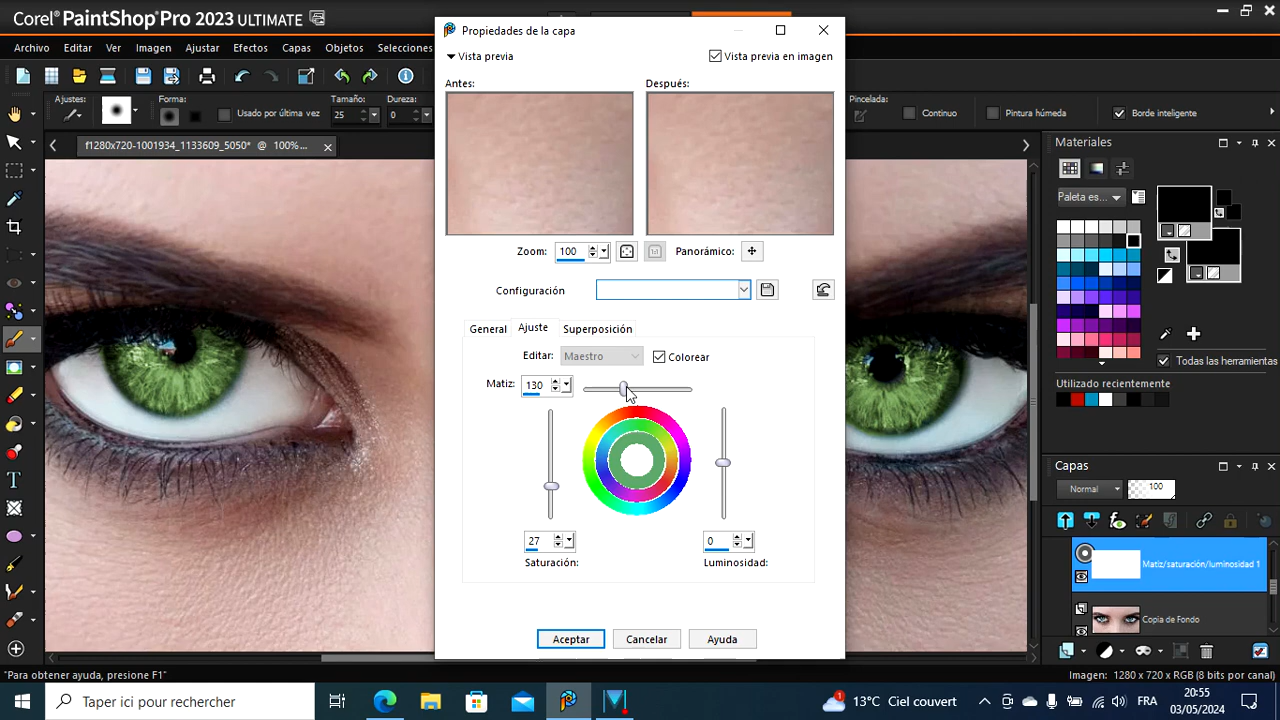 Corel® PaintShop® Pro 2023 ULTIMATE
Archivo Editar Ver Imagen Ajustar Efectos Capas Objetos Selecciones
Ajustes: Forma: Tamaño: Dureza: Pincelada:
Usado por última vez 25 0 Continuo Pintura húmeda Borde inteligente
f1280x720-1001934_1133609_5050* @ 100%...
Propiedades de la capa
Vista previa Vista previa en imagen
Antes: Después:
Zoom: 100 Panorámico:
Configuración
General Ajuste Superposición
Editar: Maestro Colorear
Matiz: 130
27 0
Saturación: Luminosidad:
Aceptar Cancelar Ayuda
Materiales
Paleta es...
Todas las herramientas
Utilizado recientemente
Capas
Normal 100
Matiz/saturación/luminosidad 1
Copia de Fondo
"Para obtener ayuda, presione F1" Imagen: 1280 x 720 x RGB (8 bits por canal)
Taper ici pour rechercher
1 13°C Ciel couvert FRA 20:55
03/05/2024